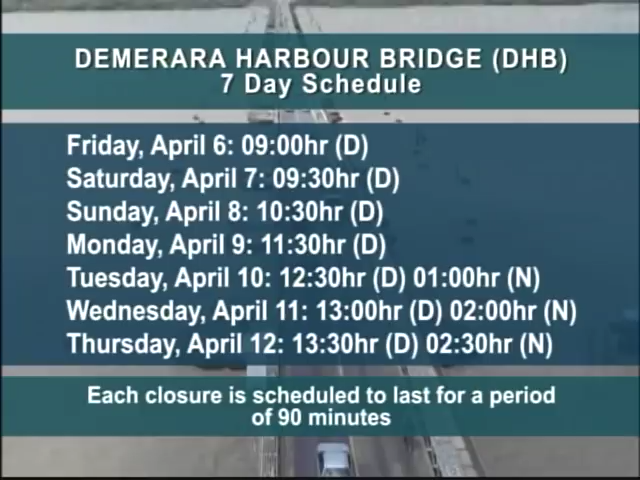 DEMERARA HARBOUR BRIDGE (DHB)
7 Day Schedule
Friday, April 6: 09:00hr (D)
Saturday, April 7: 09:30hr (D)
Sunday, April 8: 10:30hr (D)
Monday, April 9: 11:30hr (D)
Tuesday, April 10: 12:30hr (D) 01:00hr (N)
Wednesday, April 11: 13:00hr (D) 02:00hr (N)
Thursday, April 12: 13:30hr (D) 02:30hr (N)
Each closure is scheduled to last for a period
of 90 minutes